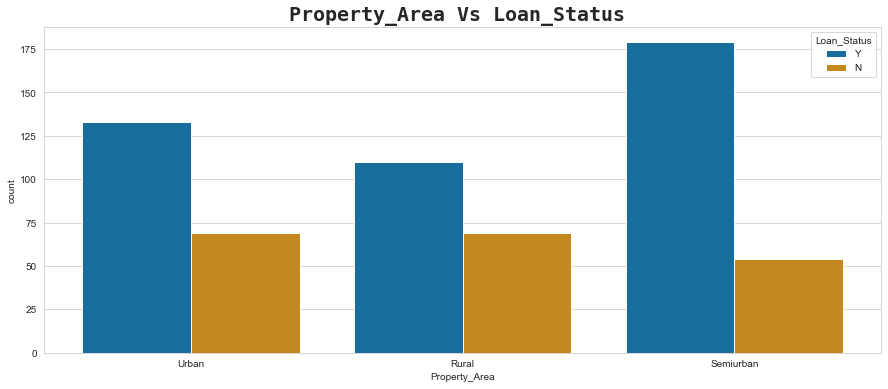 Property_Area Vs Loan_Status
Loan_Status
Y
N
175
150
125
100
75
50
25
0
count
Urban
Rural
Semiurban
Property_Area